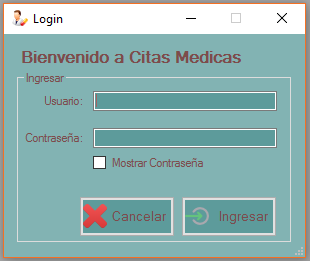 Login
Bienvenido a Citas Medicas
Ingresar
Usuario:
Contraseña:
Mostrar Contraseña
Cancelar
Ingresar